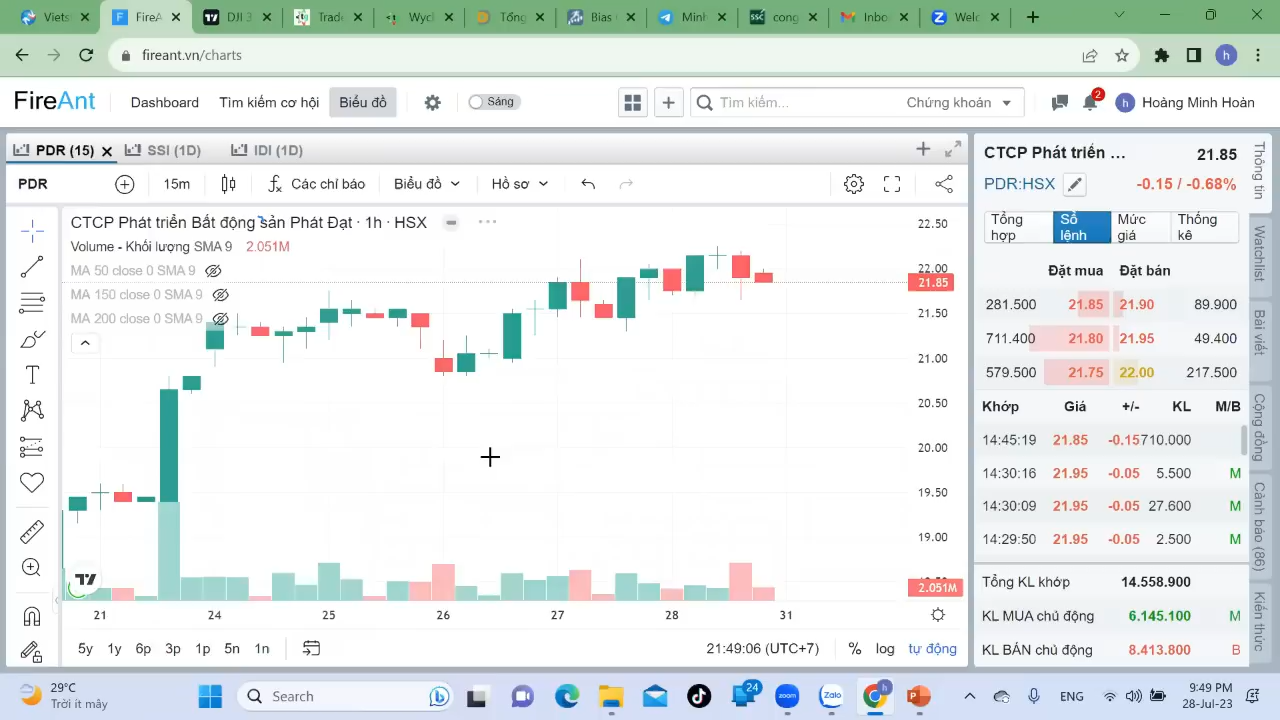 Viets
FireA
DJI 3
Trade
Wyck
Tổng
Bias
Minh
SSC cong
Inbo
Welc
fireant.vn/charts
h
FireAnt
Dashboard
Tìm kiếm cơ hội
Biểu đồ
Sáng
Tìm kiếm...
Chứng khoán
2
h Hoàng Minh Hoàn
PDR (15)
SSI (1D)
IDI (1D)
PDR
15m
Các chỉ báo
Biểu đồ
Hồ sơ
CTCP Phát triển Bất động sản Phát Đạt · 1h · HSX
Volume - Khối lượng SMA 9 2.051M
MA 50 close 0 SMA 9
MA 150 close 0 SMA 9
MA 200 close 0 SMA 9
22.50
22.00
21.85
21.50
21.00
20.50
20.00
19.50
19.00
2.051M
21 24 25 26 27 28 31
5y 1y 6p 3p 1p 5n 1n
21:49:06 (UTC+7)
% log tự động
CTCP Phát triển ... 21.85
PDR:HSX -0.15 / -0.68%
Tổng hợp
Sổ lệnh
Mức giá
Thống kê
Đặt mua Đặt bán
281.500 21.85 21.90 89.900
711.400 21.80 21.95 49.400
579.500 21.75 22.00 217.500
Khớp Giá +/- KL M/B
14:45:19 21.85 -0.15 710.000
14:30:16 21.95 -0.05 5.500 M
14:30:09 21.95 -0.05 27.600 M
14:29:50 21.95 -0.05 2.500 M
Tổng KL khớp 14.558.900
KL MUA chủ động 6.145.100 M
KL BÁN chủ động 8.413.800 B
Thông tin
Watchlist
Bài viết
Cộng đồng
Cảnh báo (86)
Kiến thức
29°C
Trời ít mây
Search
24
zoom
Zalo
h
ENG
9:49 PM
28-Jul-23